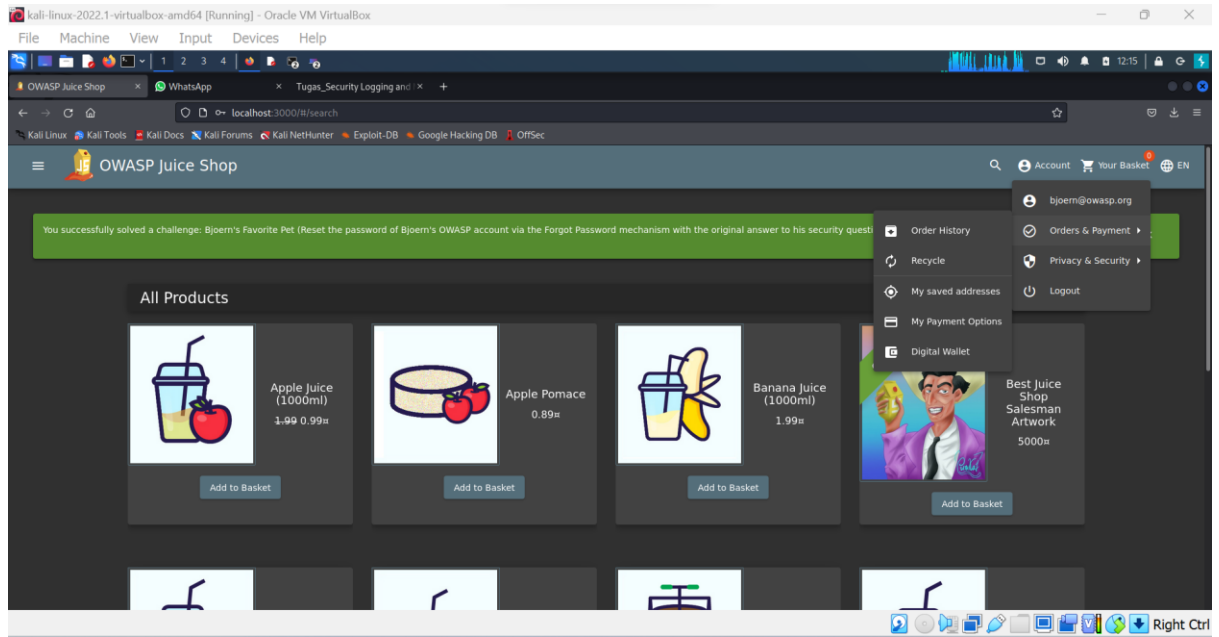 kali-linux-2022.1-virtualbox-amd64 [Running] - Oracle VM VirtualBox
File Machine View Input Devices Help
1 2 3 4
12:15
OWASP Juice Shop × WhatsApp × Tugas_Security Logging and × +
localhost:3000/#/search
Kali Linux Kali Tools Kali Docs Kali Forums Kali NetHunter Exploit-DB Google Hacking DB OffSec
OWASP Juice Shop
Account Your Basket 0 EN
bjoern@owasp.org
Orders & Payment
Privacy & Security
Logout
Order History
Recycle
My saved addresses
My Payment Options
Digital Wallet
You successfully solved a challenge: Bjoern's Favorite Pet (Reset the password of Bjoern's OWASP account via the Forgot Password mechanism with the original answer to his security questi
All Products
Apple Juice
(1000ml)
1.99 0.99¤
Add to Basket
Apple Pomace
0.89¤
Add to Basket
Banana Juice
(1000ml)
1.99¤
Add to Basket
Best Juice
Shop
Salesman
Artwork
5000¤
Add to Basket
Right Ctrl